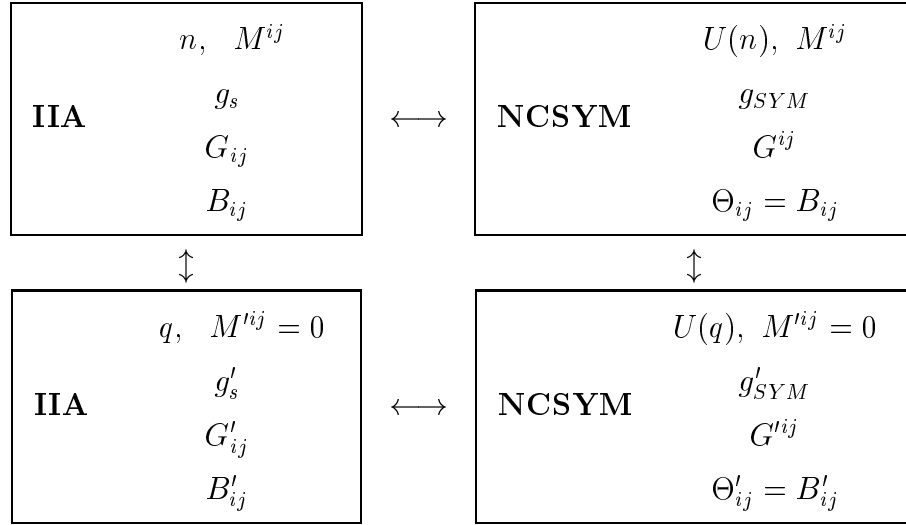 n, M^{ij} U(n), M^{ij}
g_s g_{SYM}
IIA ⟷ NCSYM
G_{ij} G^{ij}
B_{ij} Θ_{ij} = B_{ij}
↕ ↕
q, M'^{ij} = 0 U(q), M'^{ij} = 0
g'_s g'_{SYM}
IIA ⟷ NCSYM
G'_{ij} G'^{ij}
B'_{ij} Θ'_{ij} = B'_{ij}